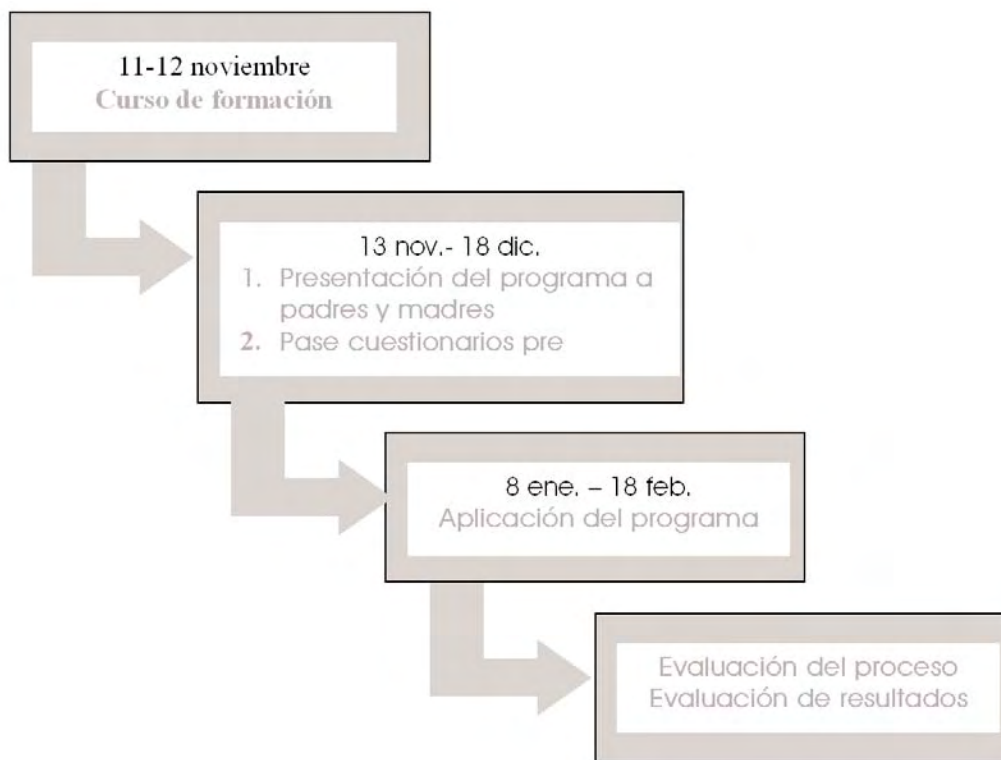 11-12 noviembre
Curso de formación
13 nov.- 18 dic.
1. Presentación del programa a
padres y madres
2. Pase cuestionarios pre
8 ene. – 18 feb.
Aplicación del programa
Evaluación del proceso
Evaluación de resultados